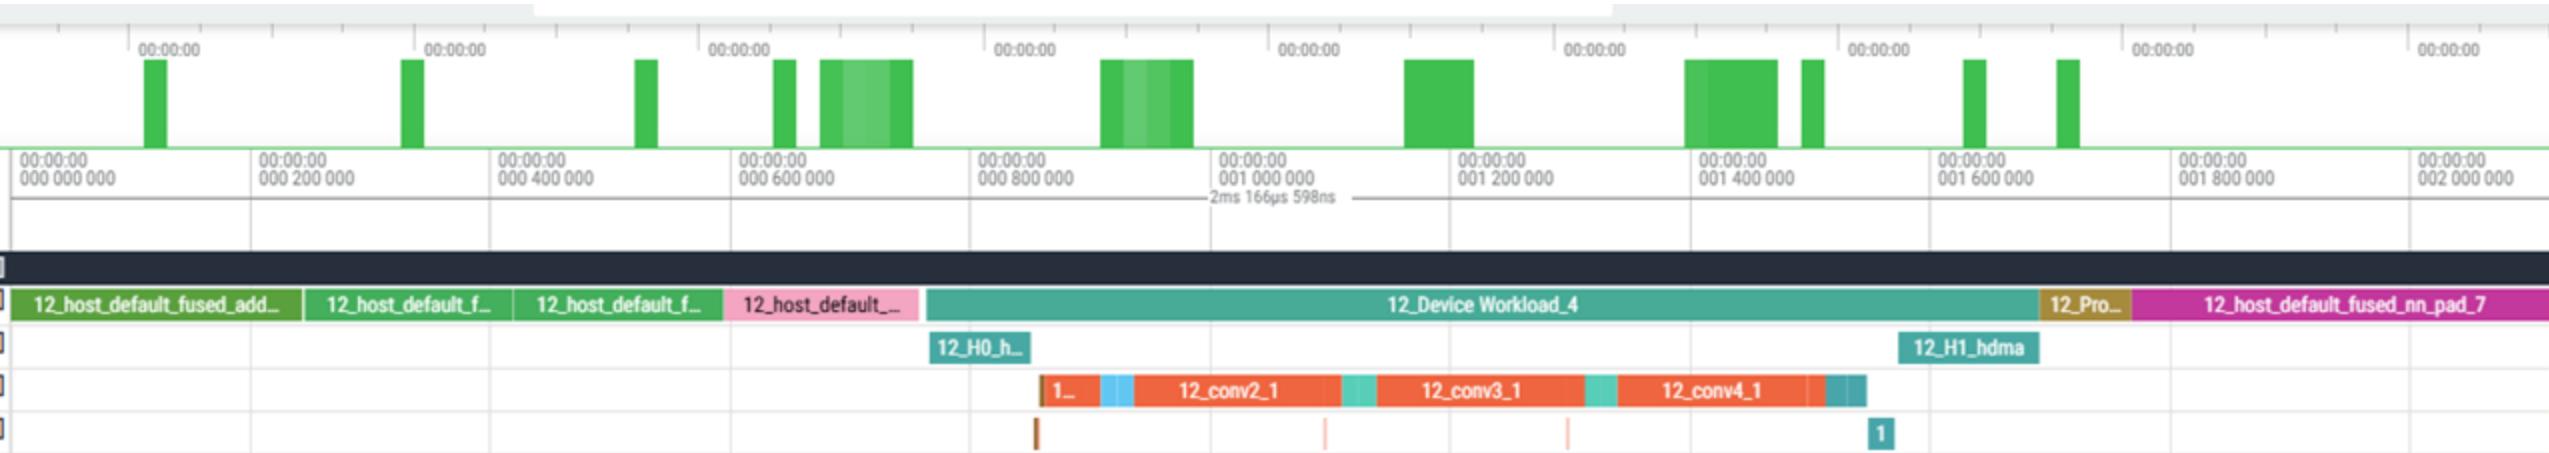 00:00:00 00:00:00 00:00:00 00:00:00 00:00:00 00:00:00 00:00:00 00:00:00 00:00:00
00:00:00 00:00:00 00:00:00 00:00:00 00:00:00 00:00:00 00:00:00 00:00:00 00:00:00 00:00:00 00:00:00
000 000 000 000 200 000 000 400 000 000 600 000 000 800 000 001 000 000 001 200 000 001 400 000 001 600 000 001 800 000 002 000 000
2ms 166µs 598ns
12_host_default_fused_add... 12_host_default_f... 12_host_default_f... 12_host_default_... 12_Device Workload_4 12_Pro... 12_host_default_fused_nn_pad_7
12_H0_h... 12_H1_hdma
1... 12_conv2_1 12_conv3_1 12_conv4_1
1